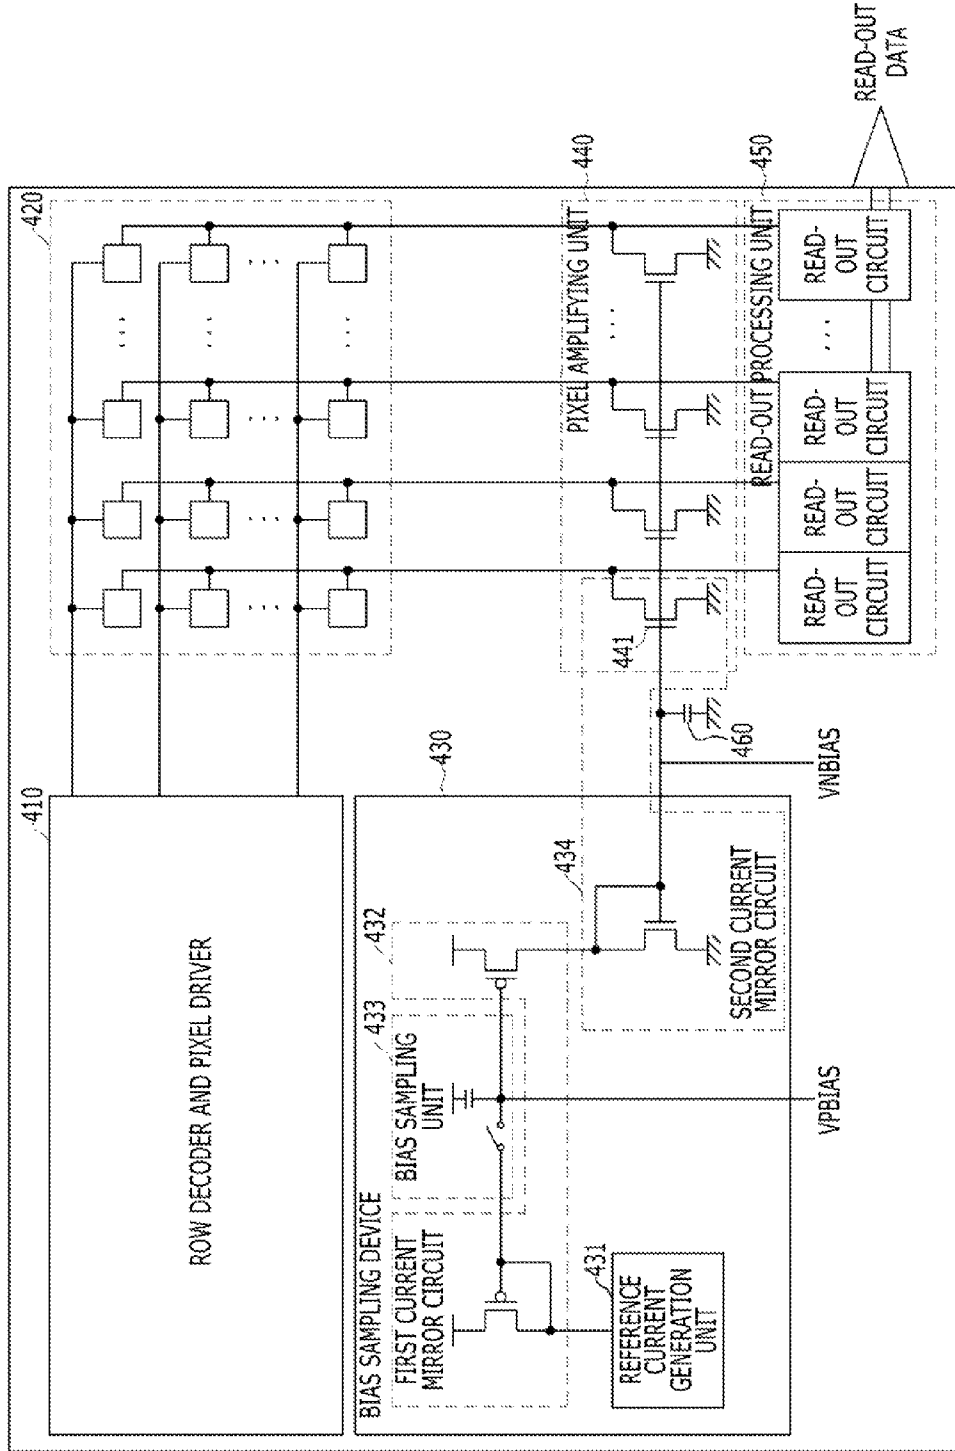 410
ROW DECODER AND PIXEL DRIVER
420
BIAS SAMPLING DEVICE
430
FIRST CURRENT
MIRROR CIRCUIT
BIAS SAMPLING
UNIT
433
432
REFERENCE
CURRENT
GENERATION
UNIT
431
434
SECOND CURRENT
MIRROR CIRCUIT
VPBIAS
VNBIAS
460
441
PIXEL AMPLIFYING UNIT
440
READ-OUT PROCESSING UNIT
450
READ-
OUT
CIRCUIT
READ-
OUT
CIRCUIT
READ-
OUT
CIRCUIT
READ-
OUT
CIRCUIT
READ-OUT
DATA